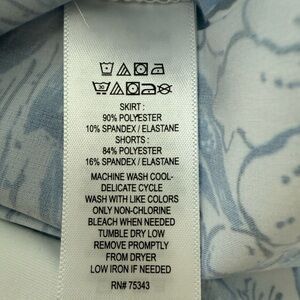 SKIRT :
90% POLYESTER
10% SPANDEX / ELASTANE
SHORTS :
84% POLYESTER
16% SPANDEX / ELASTANE
MACHINE WASH COOL-
DELICATE CYCLE
WASH WITH LIKE COLORS
ONLY NON-CHLORINE
BLEACH WHEN NEEDED
TUMBLE DRY LOW
REMOVE PROMPTLY
FROM DRYER
LOW IRON IF NEEDED
RN# 75343